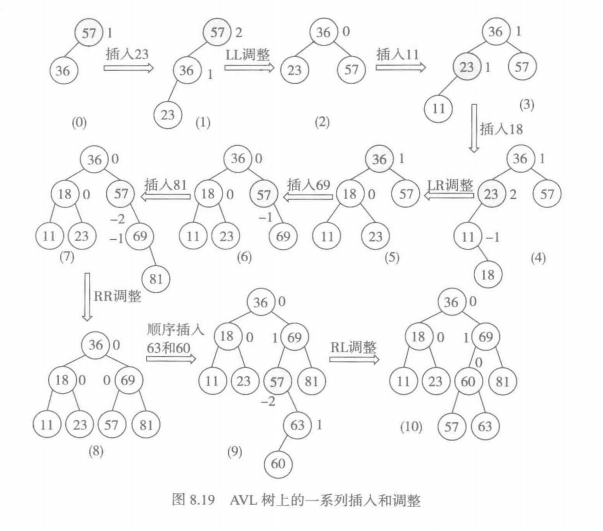 57 1
36
(0)
插入23
57 2
36 1
23
(1)
LL调整
36 0
23 57
(2)
插入11
36 1
23 1 57
11
(3)
插入18
36 1
23 2 57
11 -1
18
(4)
LR调整
36 1
18 0 57
11 23
(5)
插入69
36 0
18 0 57
-1
11 23 69
(6)
插入81
36 0
18 0 57
-2
11 23 -1 69
81
(7)
RR调整
36 0
18 0 0 69
11 23 57 81
(8)
顺序插入
63和60
36 0
18 0 1 69
11 23 57 81
-2
63 1
60
(9)
RL调整
36 0
18 0 1 69
0
11 23 60 81
57 63
(10)
图 8.19 AVL 树上的一系列插入和调整